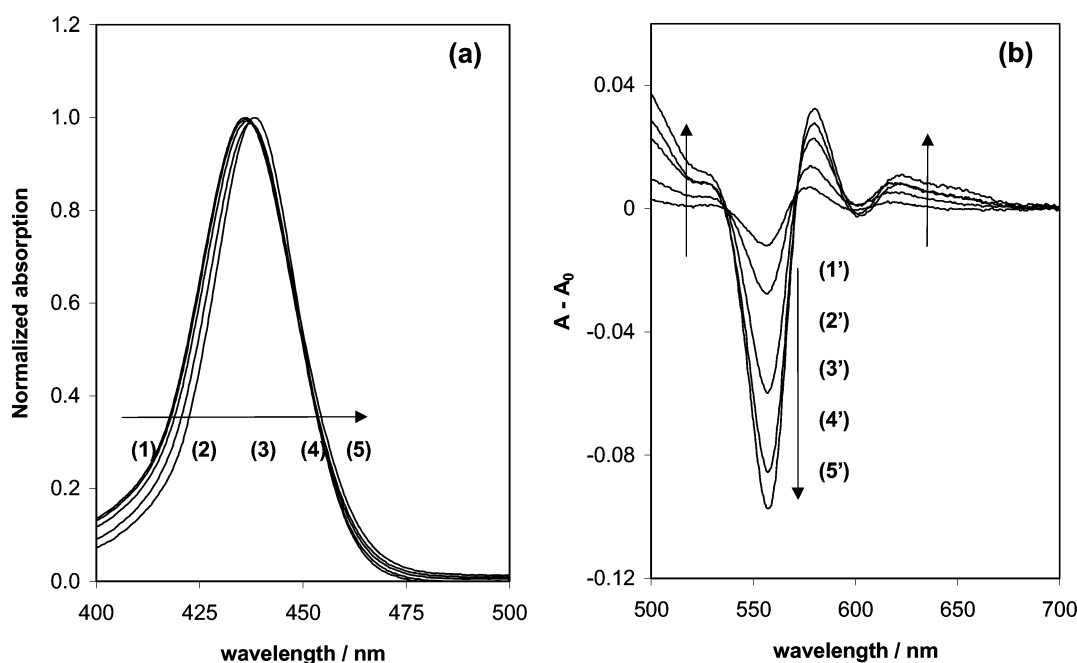 (a)
Normalized absorption
1.2
1.0
0.8
0.6
0.4
0.2
0.0
(1) (2) (3) (4) (5)
400 425 450 475 500
wavelength / nm
(b)
A - A0
0.04
0
-0.04
-0.08
-0.12
(1')
(2')
(3')
(4')
(5')
500 550 600 650 700
wavelength / nm